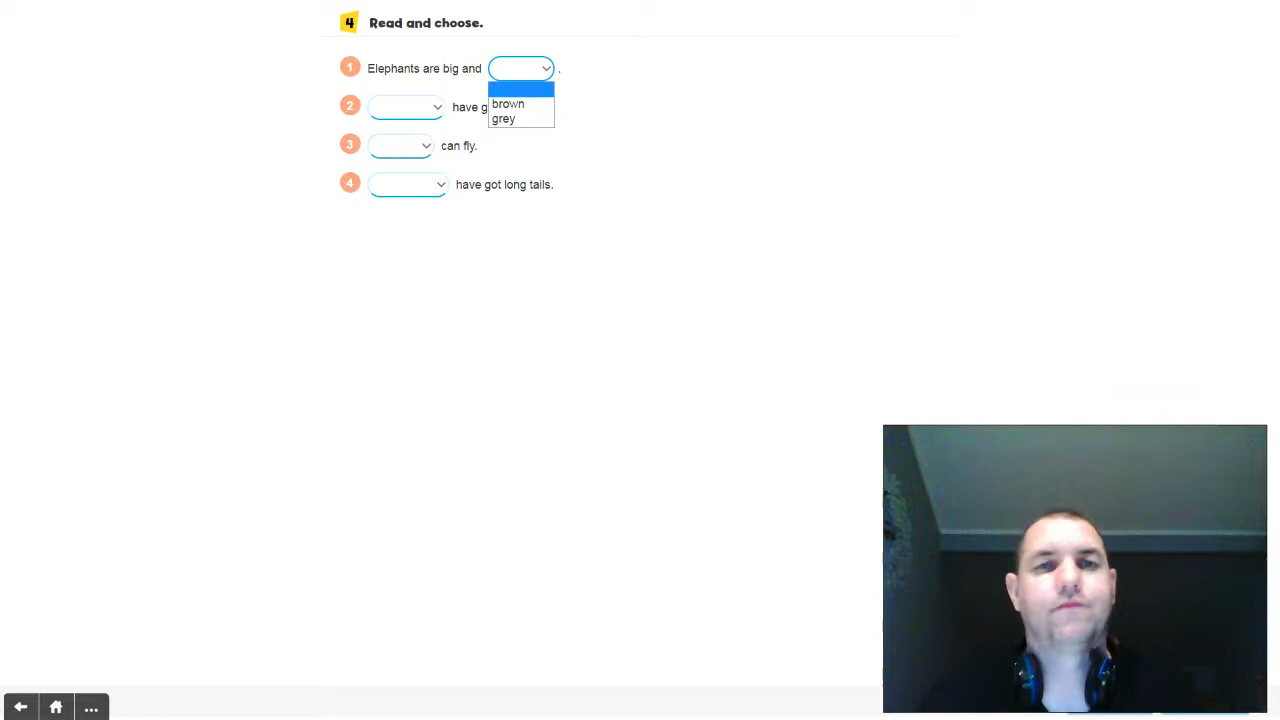 4 Read and choose.
1 Elephants are big and .
brown
2 have g
grey
3 can fly.
4 have got long tails.
...